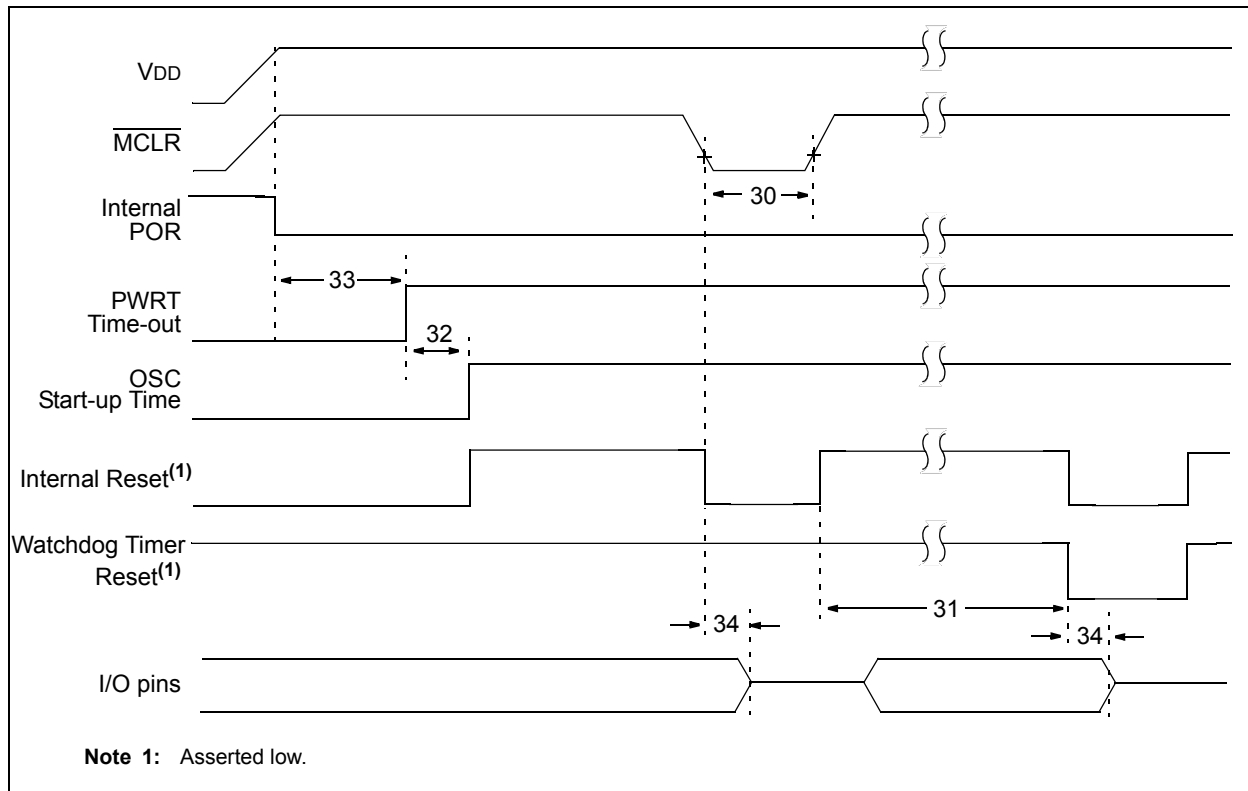 VDD
MCLR
30
Internal
POR
33
PWRT
Time-out
32
OSC
Start-up Time
Internal Reset(1)
Watchdog Timer
Reset(1)
31
34
34
I/O pins
Note 1: Asserted low.